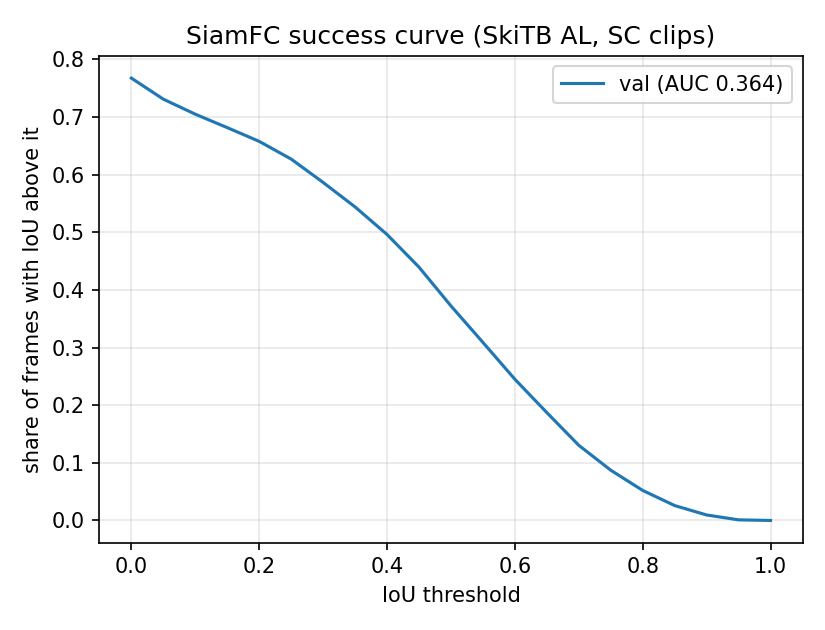 SiamFC success curve (SkiTB AL, SC clips)
val (AUC 0.364)
share of frames with IoU above it
0.8
0.7
0.6
0.5
0.4
0.3
0.2
0.1
0.0
0.0 0.2 0.4 0.6 0.8 1.0
IoU threshold